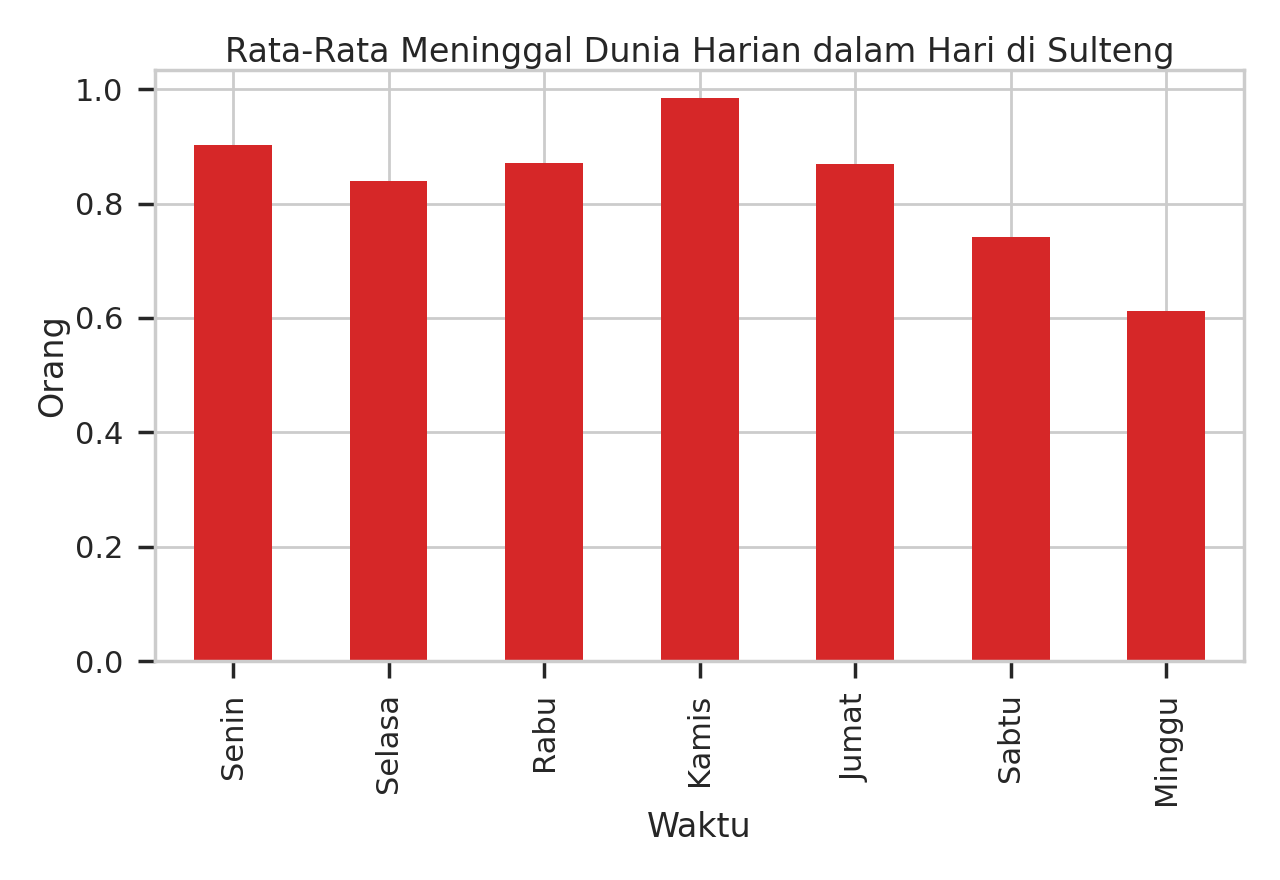 Rata-Rata Meninggal Dunia Harian dalam Hari di Sulteng
1.0
0.8
0.6
0.4
0.2
0.0
Orang
Senin
Selasa
Rabu
Kamis
Jumat
Sabtu
Minggu
Waktu